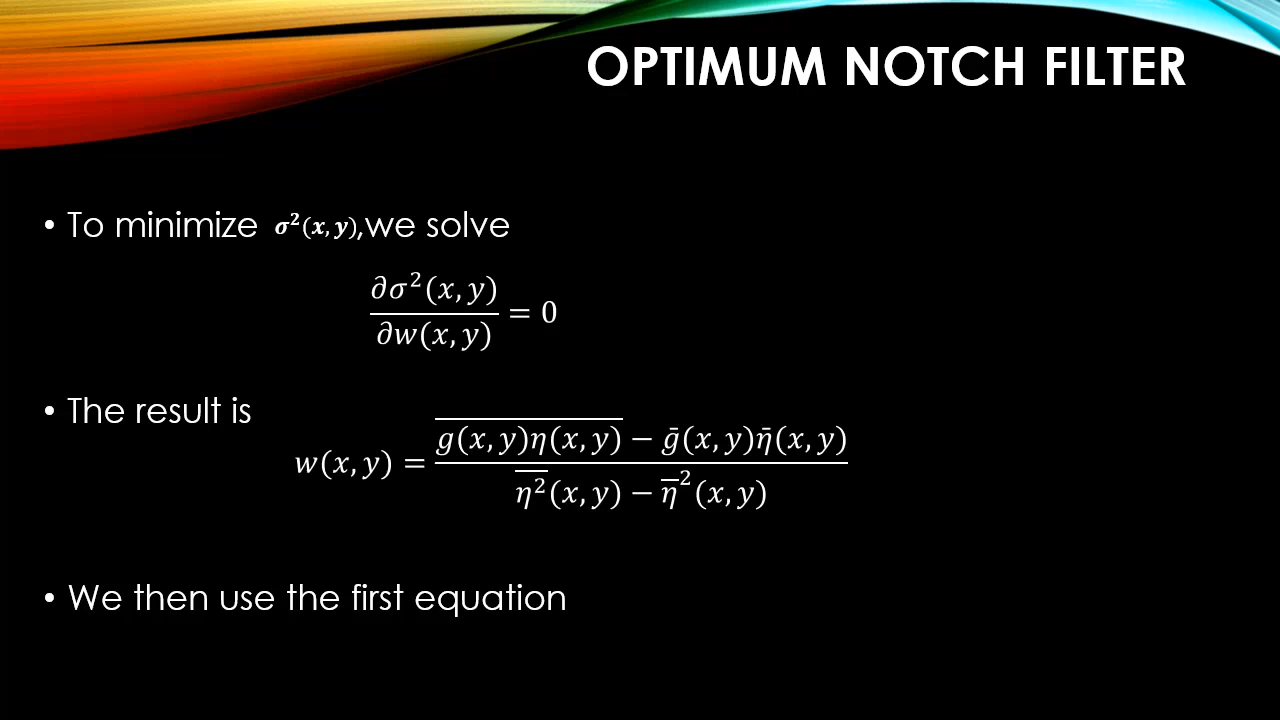 OPTIMUM NOTCH FILTER
• To minimize 𝝈²(𝒙, 𝒚),we solve
∂σ²(x, y)/∂w(x, y) = 0
• The result is
w(x, y) = (\overline{g(x, y)η(x, y)} − ḡ(x, y)η̄(x, y))/(\overline{η²}(x, y) − η̄²(x, y))
• We then use the first equation